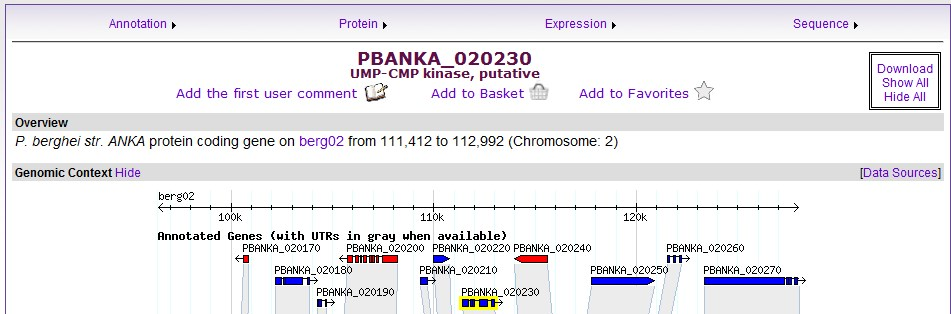 Annotation Protein Expression Sequence
PBANKA_020230
UMP-CMP kinase, putative
Add the first user comment Add to Basket Add to Favorites
Download
Show All
Hide All
Overview
P. berghei str. ANKA protein coding gene on berg02 from 111,412 to 112,992 (Chromosome: 2)
Genomic Context Hide [Data Sources]
berg02
100k 110k 120k
Annotated Genes (with UTRs in gray when available)
PBANKA_020170 PBANKA_020200 PBANKA_020220 PBANKA_020240 PBANKA_020260
PBANKA_020180 PBANKA_020210 PBANKA_020250 PBANKA_020270
PBANKA_020190 PBANKA_020230